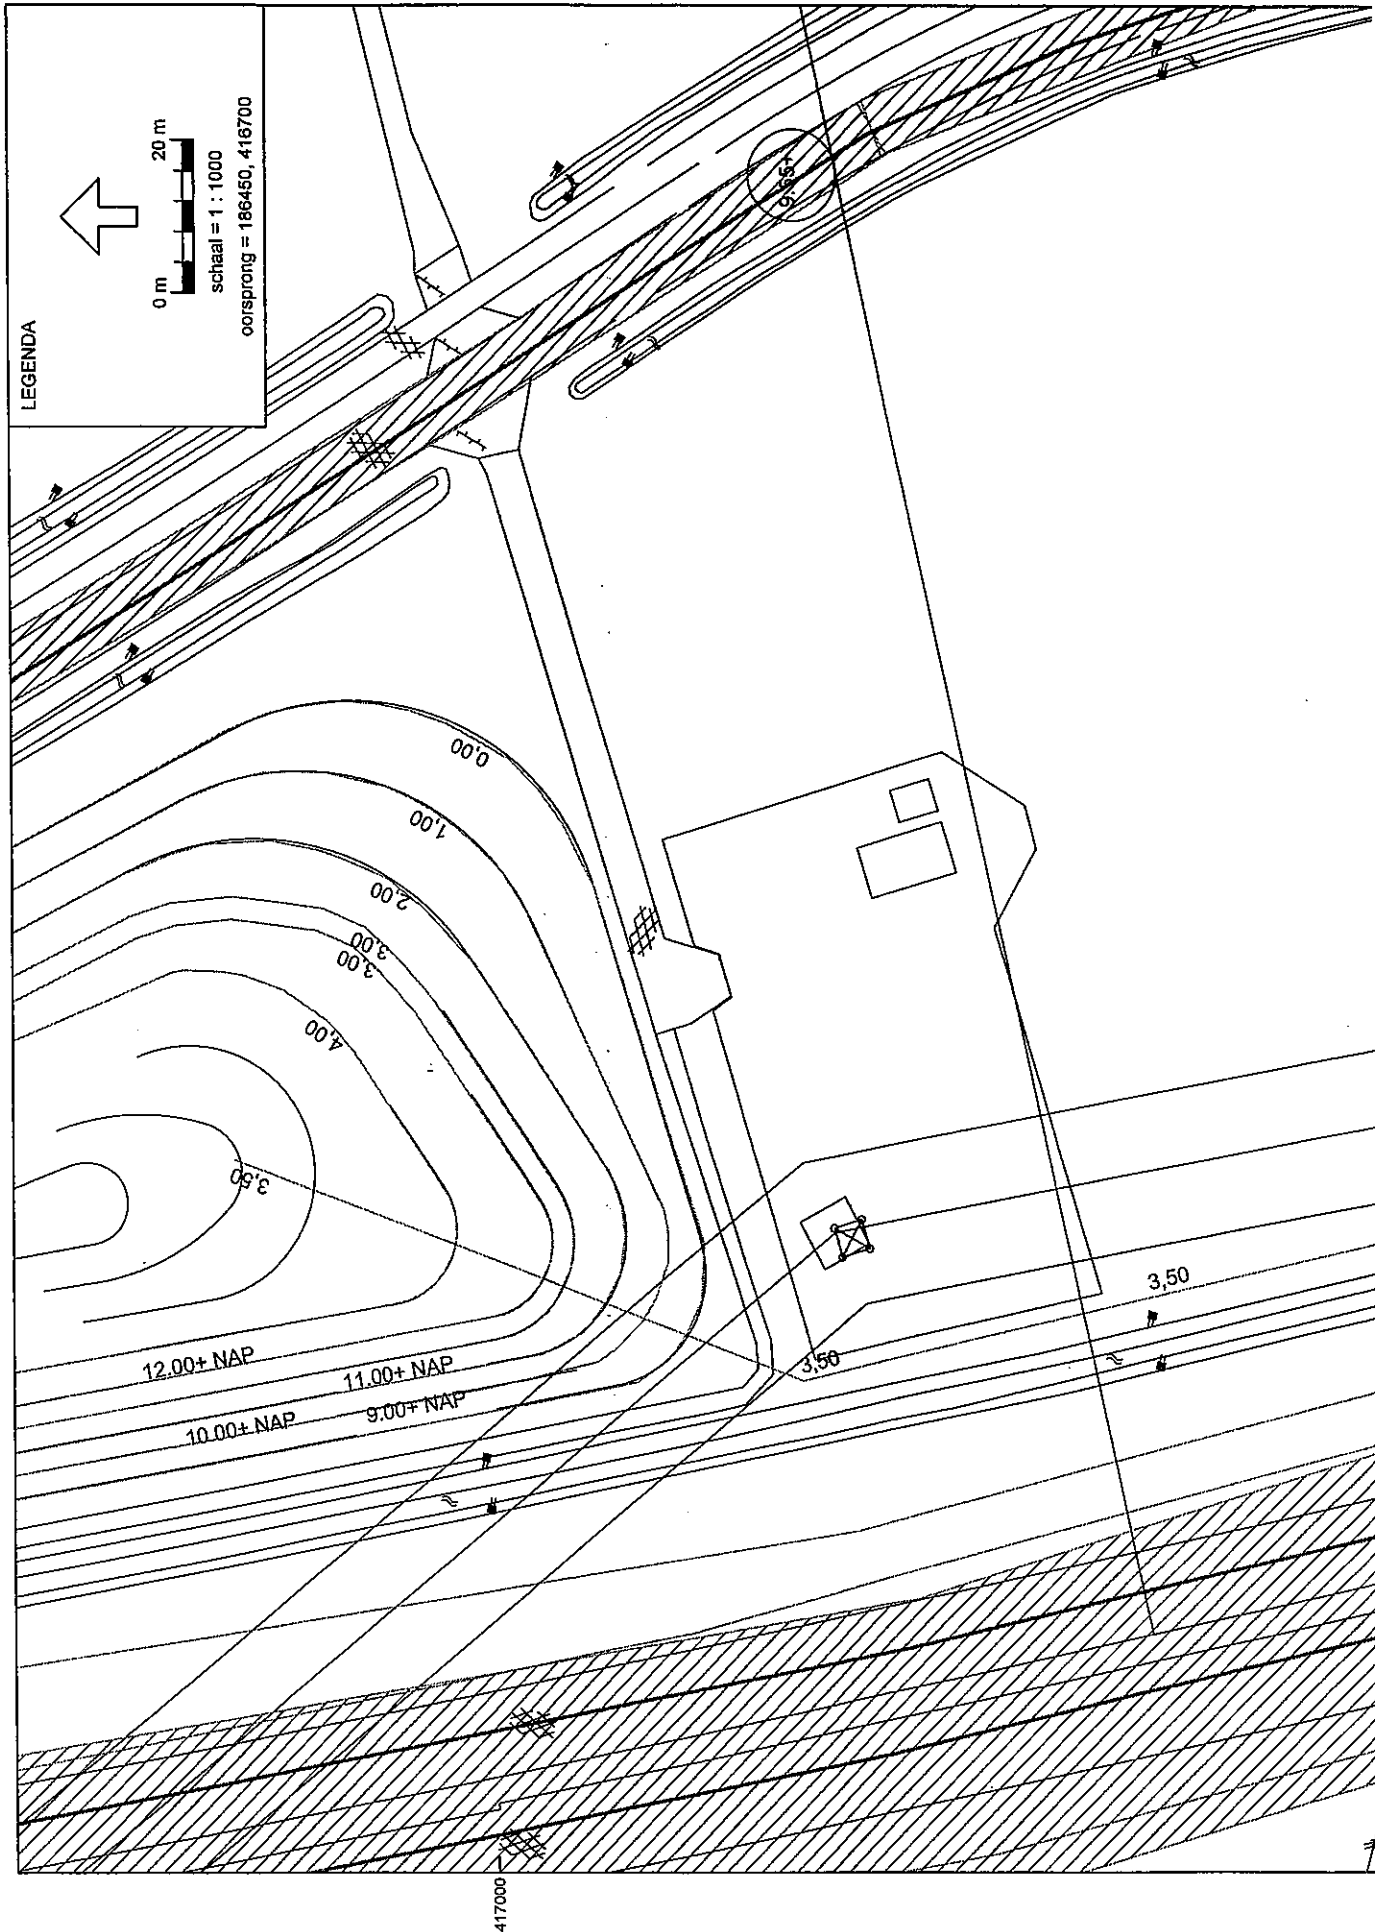 LEGENDA
0 m 20 m
schaal = 1 : 1000
oorsprong = 186450, 416700
9.65+
0,00
1,00
2,00
3,00
3,00
4,00
3,50
12.00+ NAP
11.00+ NAP
10.00+ NAP
9.00+ NAP
3,50
3,50
417000